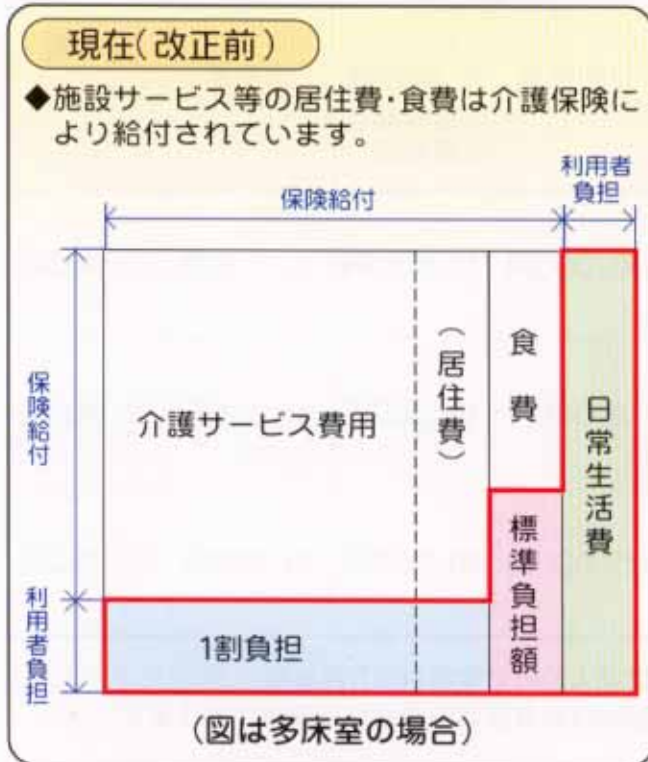 現在(改正前)
◆施設サービス等の居住費・食費は介護保険に
より給付されています。
保険給付
利用者
負担
保険給付
利用者負担
介護サービス費用
(居住費)
食費
日常生活費
標準負担額
1割負担
(図は多床室の場合)